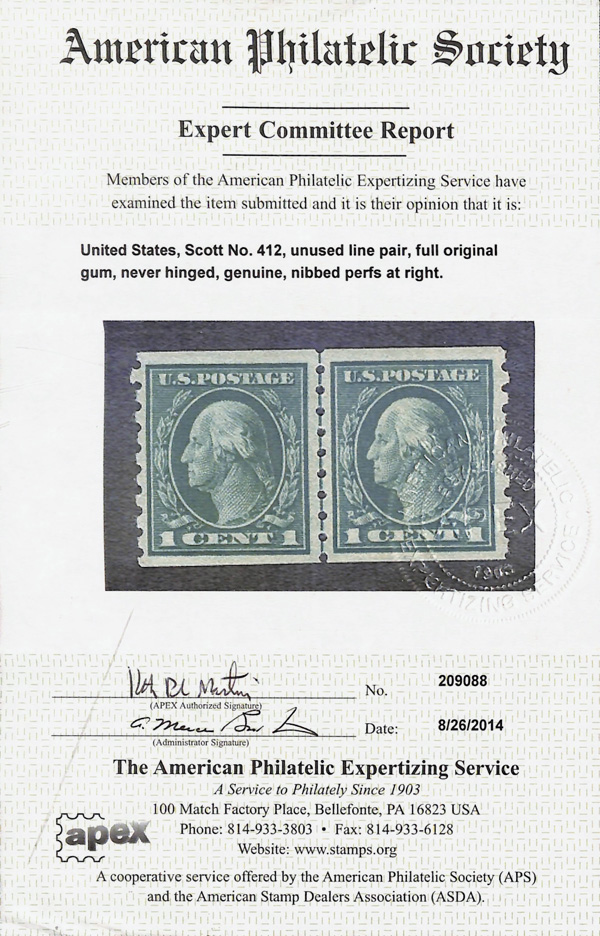 American Philatelic Society
Expert Committee Report
Members of the American Philatelic Expertizing Service have
examined the item submitted and it is their opinion that it is:
United States, Scott No. 412, unused line pair, full original
gum, never hinged, genuine, nibbed perfs at right.
U.S.POSTAGE U.S.POSTAGE
1 CENT 1 1 CENT 1
PHILATELIC
1903
EXPERTIZING SERVICE
No. 209088
(APEX Authorized Signature)
Date: 8/26/2014
(Administrator Signature)
The American Philatelic Expertizing Service
A Service to Philately Since 1903
100 Match Factory Place, Bellefonte, PA 16823 USA
apex
Phone: 814-933-3803 • Fax: 814-933-6128
Website: www.stamps.org
A cooperative service offered by the American Philatelic Society (APS)
and the American Stamp Dealers Association (ASDA).